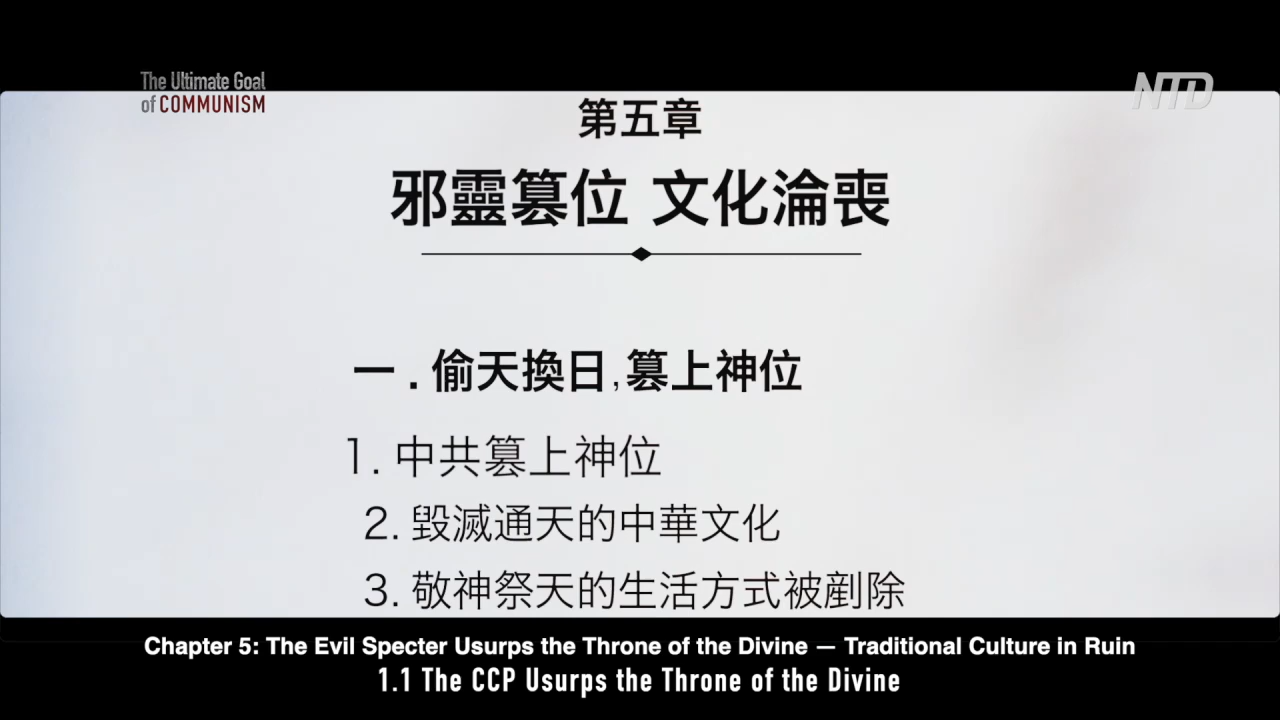 The Ultimate Goal
of COMMUNISM
NTD
第五章
邪靈篡位 文化淪喪
一．偷天換日,篡上神位
1. 中共篡上神位
2. 毀滅通天的中華文化
3. 敬神祭天的生活方式被剷除
Chapter 5: The Evil Specter Usurps the Throne of the Divine — Traditional Culture in Ruin
1.1 The CCP Usurps the Throne of the Divine